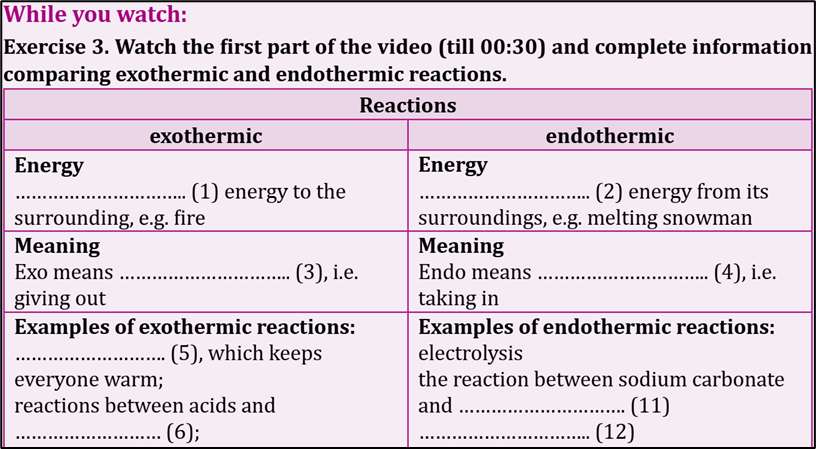 While you watch:
Exercise 3. Watch the first part of the video (till 00:30) and complete information
comparing exothermic and endothermic reactions.
Reactions
exothermic
endothermic
Energy
………………………….. (1) energy to the
surrounding, e.g. fire
Energy
………………………….. (2) energy from its
surroundings, e.g. melting snowman
Meaning
Exo means ………………………….. (3), i.e.
giving out
Meaning
Endo means ………………………….. (4), i.e.
taking in
Examples of exothermic reactions:
………………………. (5), which keeps
everyone warm;
reactions between acids and
……………………… (6);
Examples of endothermic reactions:
electrolysis
the reaction between sodium carbonate
and …………………………. (11)
………………………….. (12)